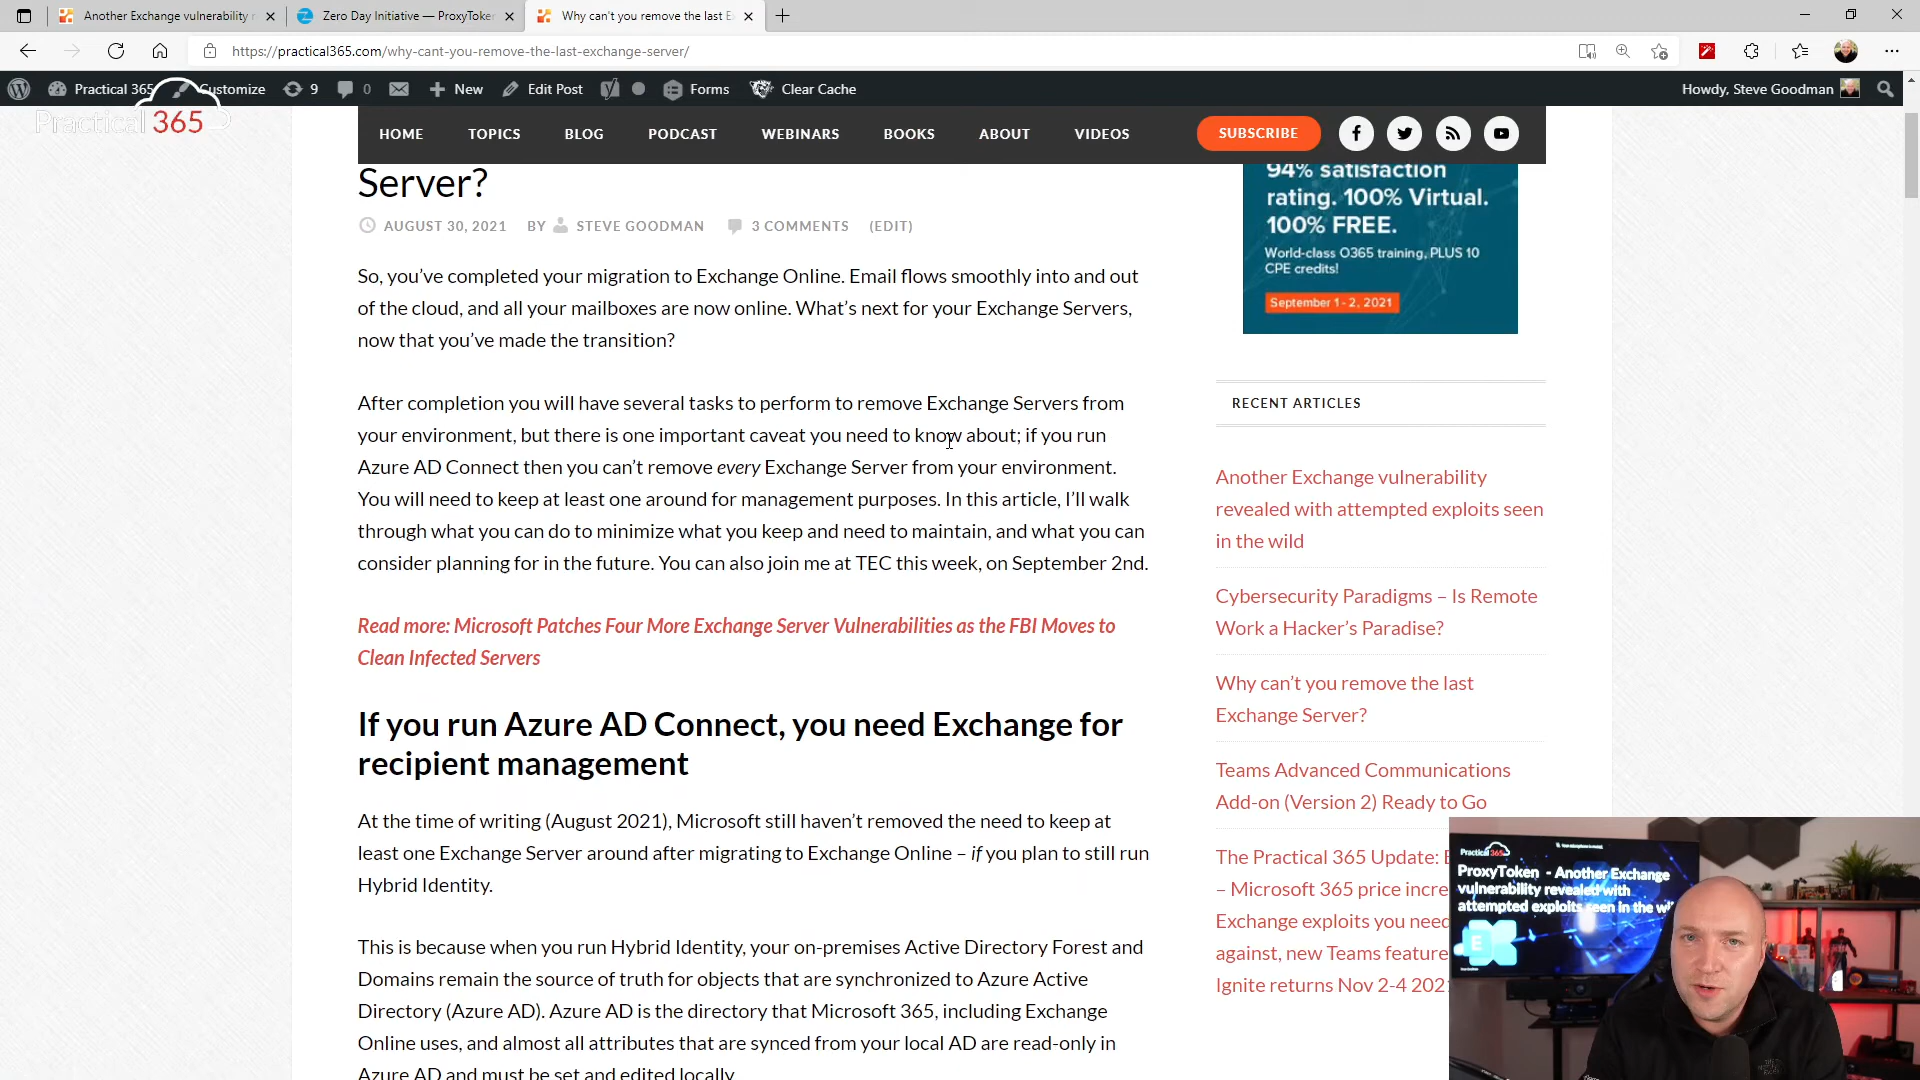 Another Exchange vulnerability r
Zero Day Initiative — ProxyToke
Why can't you remove the last E
https://practical365.com/why-cant-you-remove-the-last-exchange-server/
Practical 365
Customize
9
0
New
Edit Post
Forms
Clear Cache
Howdy, Steve Goodman
Practical 365
HOME
TOPICS
BLOG
PODCAST
WEBINARS
BOOKS
ABOUT
VIDEOS
SUBSCRIBE
Server?
AUGUST 30, 2021 BY STEVE GOODMAN 3 COMMENTS (EDIT)
So, you’ve completed your migration to Exchange Online. Email flows smoothly into and out
of the cloud, and all your mailboxes are now online. What’s next for your Exchange Servers,
now that you’ve made the transition?
After completion you will have several tasks to perform to remove Exchange Servers from
your environment, but there is one important caveat you need to know about; if you run
Azure AD Connect then you can’t remove every Exchange Server from your environment.
You will need to keep at least one around for management purposes. In this article, I’ll walk
through what you can do to minimize what you keep and need to maintain, and what you can
consider planning for in the future. You can also join me at TEC this week, on September 2nd.
Read more: Microsoft Patches Four More Exchange Server Vulnerabilities as the FBI Moves to
Clean Infected Servers
If you run Azure AD Connect, you need Exchange for
recipient management
At the time of writing (August 2021), Microsoft still haven’t removed the need to keep at
least one Exchange Server around after migrating to Exchange Online – if you plan to still run
Hybrid Identity.
This is because when you run Hybrid Identity, your on-premises Active Directory Forest and
Domains remain the source of truth for objects that are synchronized to Azure Active
Directory (Azure AD). Azure AD is the directory that Microsoft 365, including Exchange
Online uses, and almost all attributes that are synced from your local AD are read-only in
Azure AD and must be set and edited locally
94% satisfaction
rating. 100% Virtual.
100% FREE.
World-class O365 training, PLUS 10
CPE credits!
September 1 - 2, 2021
RECENT ARTICLES
Another Exchange vulnerability
revealed with attempted exploits seen
in the wild
Cybersecurity Paradigms – Is Remote
Work a Hacker’s Paradise?
Why can’t you remove the last
Exchange Server?
Teams Advanced Communications
Add-on (Version 2) Ready to Go
The Practical 365 Update: E
– Microsoft 365 price incre
Exchange exploits you need
against, new Teams feature
Ignite returns Nov 2-4 202
Practical 365
ProxyToken - Another Exchange
vulnerability revealed with
attempted exploits seen in the wi
E